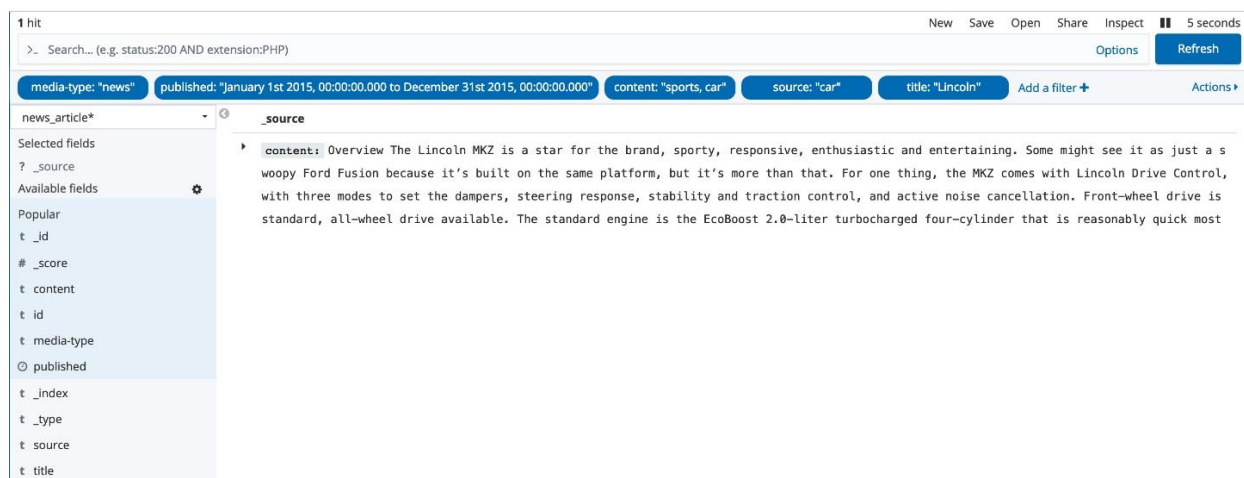 1 hit New Save Open Share Inspect 5 seconds
>_ Search... (e.g. status:200 AND extension:PHP) Options Refresh
media-type: "news" published: "January 1st 2015, 00:00:00.000 to December 31st 2015, 00:00:00.000" content: "sports, car" source: "car" title: "Lincoln" Add a filter + Actions
news_article*
Selected fields
? _source
Available fields
Popular
t _id
# _score
t content
t id
t media-type
published
t _index
t _type
t source
t title
_source
content: Overview The Lincoln MKZ is a star for the brand, sporty, responsive, enthusiastic and entertaining. Some might see it as just a s
woopy Ford Fusion because it's built on the same platform, but it's more than that. For one thing, the MKZ comes with Lincoln Drive Control,
with three modes to set the dampers, steering response, stability and traction control, and active noise cancellation. Front-wheel drive is
standard, all-wheel drive available. The standard engine is the EcoBoost 2.0-liter turbocharged four-cylinder that is reasonably quick most